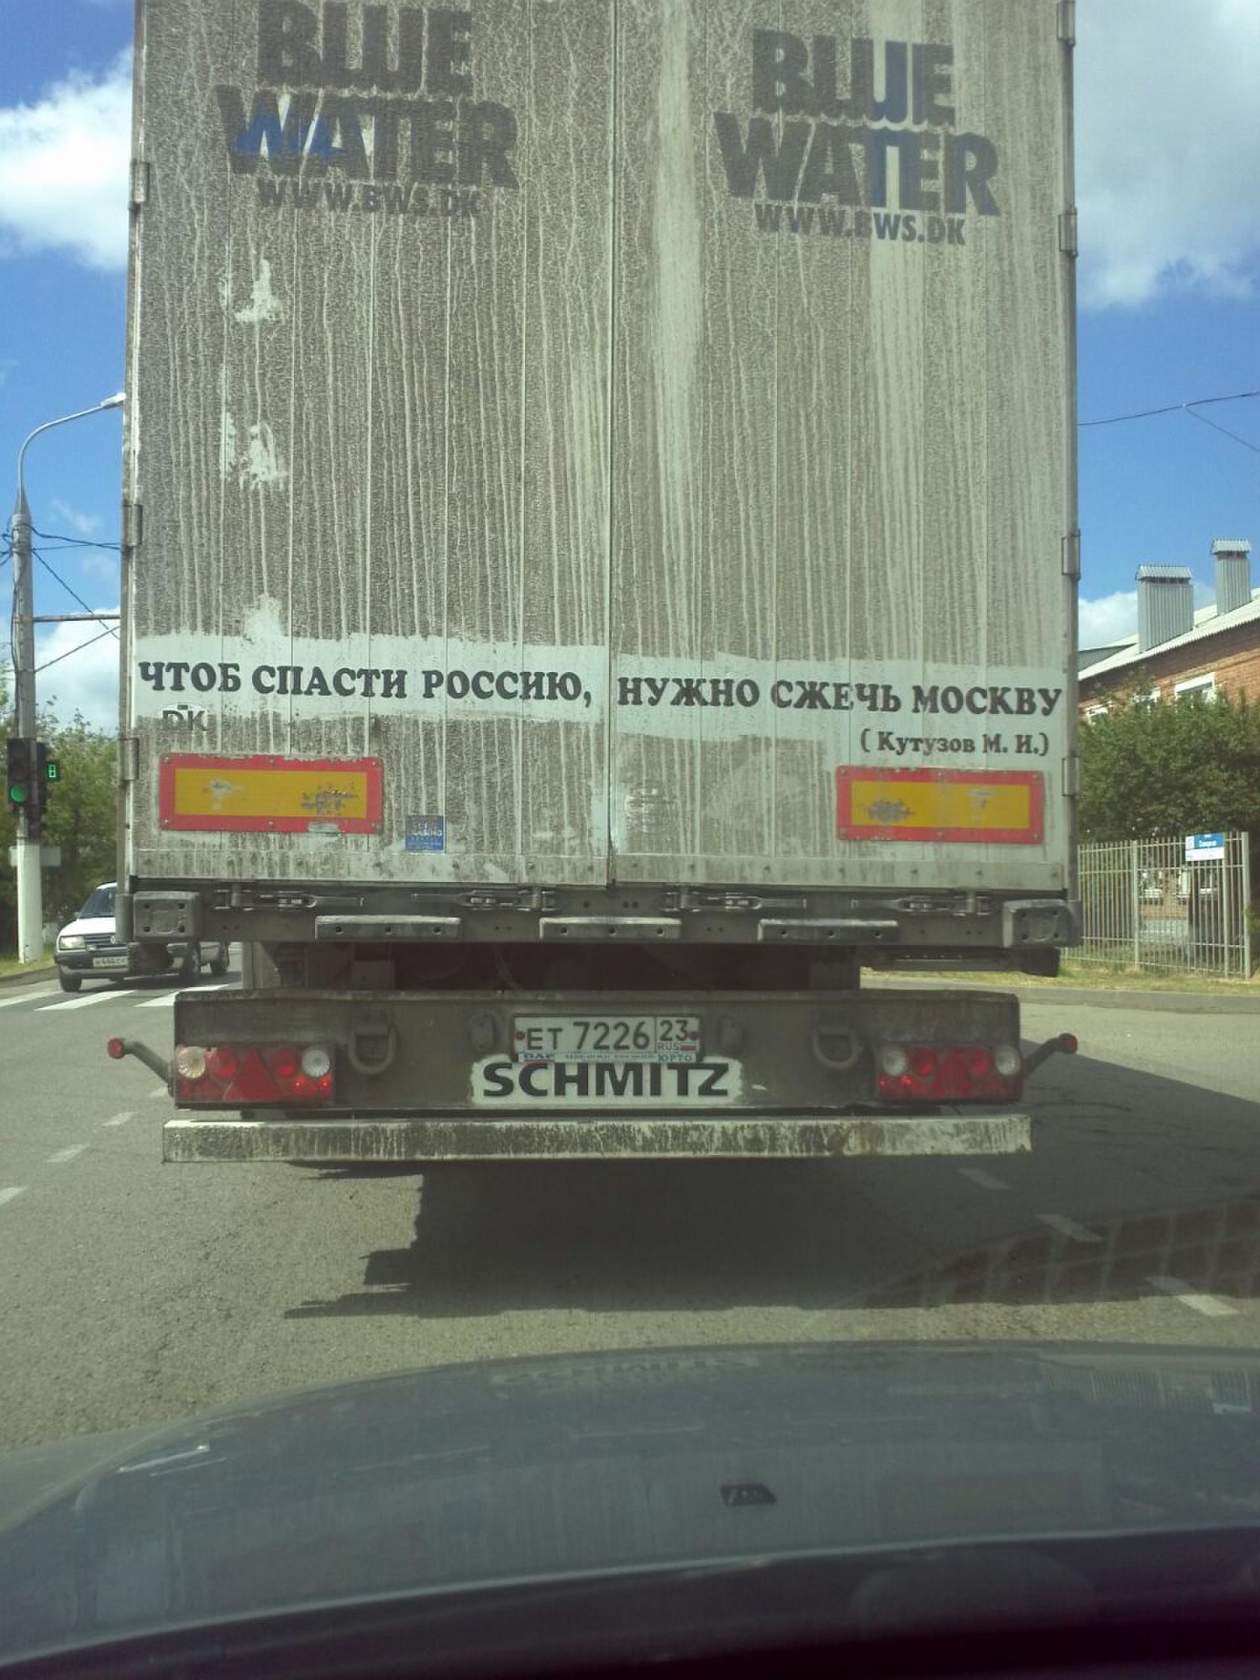 BLUE
WATER
WWW.BWS.DK
BLUE
WATER
WWW.BWS.DK
ЧТОБ СПАСТИ РОССИЮ, НУЖНО СЖЕЧЬ МОСКВУ
DK
( Кутузов М. И.)
ЕТ 7226 23
RUS
SCHMITZ